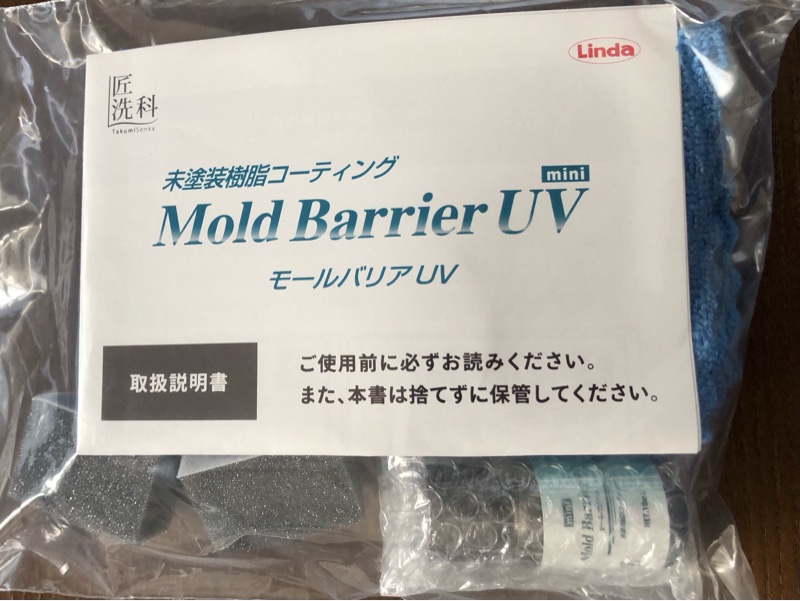 Linda
匠
洗科
TakumiSenka
未塗装樹脂コーティング
mini
Mold Barrier UV
モールバリア UV
取扱説明書
ご使用前に必ずお読みください。
また、本書は捨てずに保管してください。
mini
Mold Barrier